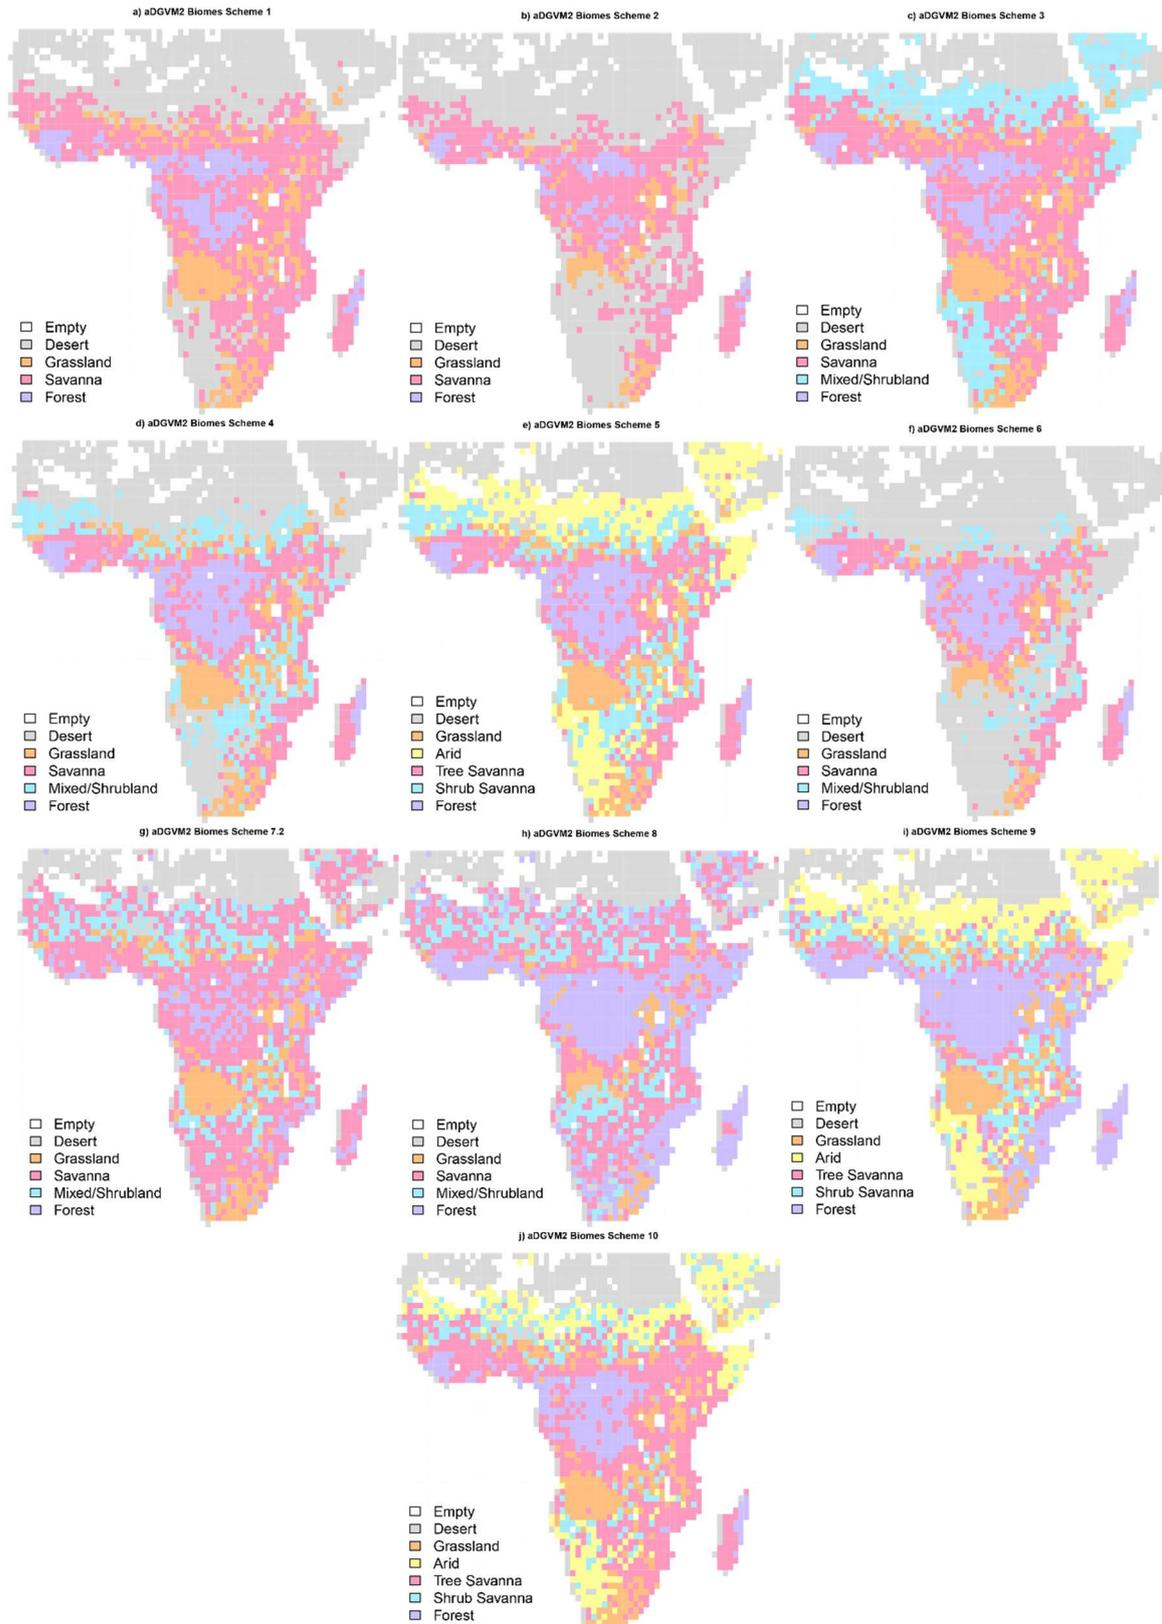 a) aDGVM2 Biomes Scheme 1
Empty
Desert
Grassland
Savanna
Forest
b) aDGVM2 Biomes Scheme 2
Empty
Desert
Grassland
Savanna
Forest
c) aDGVM2 Biomes Scheme 3
Empty
Desert
Grassland
Savanna
Mixed/Shrubland
Forest
d) aDGVM2 Biomes Scheme 4
Empty
Desert
Grassland
Savanna
Mixed/Shrubland
Forest
e) aDGVM2 Biomes Scheme 5
Empty
Desert
Grassland
Arid
Tree Savanna
Shrub Savanna
Forest
f) aDGVM2 Biomes Scheme 6
Empty
Desert
Grassland
Savanna
Mixed/Shrubland
Forest
g) aDGVM2 Biomes Scheme 7.2
Empty
Desert
Grassland
Savanna
Mixed/Shrubland
Forest
h) aDGVM2 Biomes Scheme 8
Empty
Desert
Grassland
Savanna
Mixed/Shrubland
Forest
i) aDGVM2 Biomes Scheme 9
Empty
Desert
Grassland
Arid
Tree Savanna
Shrub Savanna
Forest
j) aDGVM2 Biomes Scheme 10
Empty
Desert
Grassland
Arid
Tree Savanna
Shrub Savanna
Forest